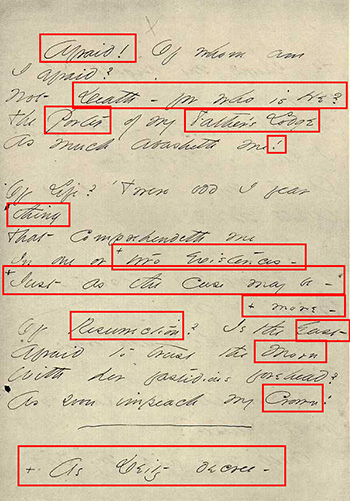 Afraid! Of whom am
I afraid?
Not Death - for who is He?
The Porter of my Father's Lodge
As much abasheth me!
Of Life? 'Twere odd I fear
thing
That comprehendeth me
In one or + two existences -
+ Just as the case may be -
+ more -
Of Resurrection? Is the East
Afraid to trust the Morn
With her fastidious forehead?
As soon impeach my Crown!
+ As Deity decree -